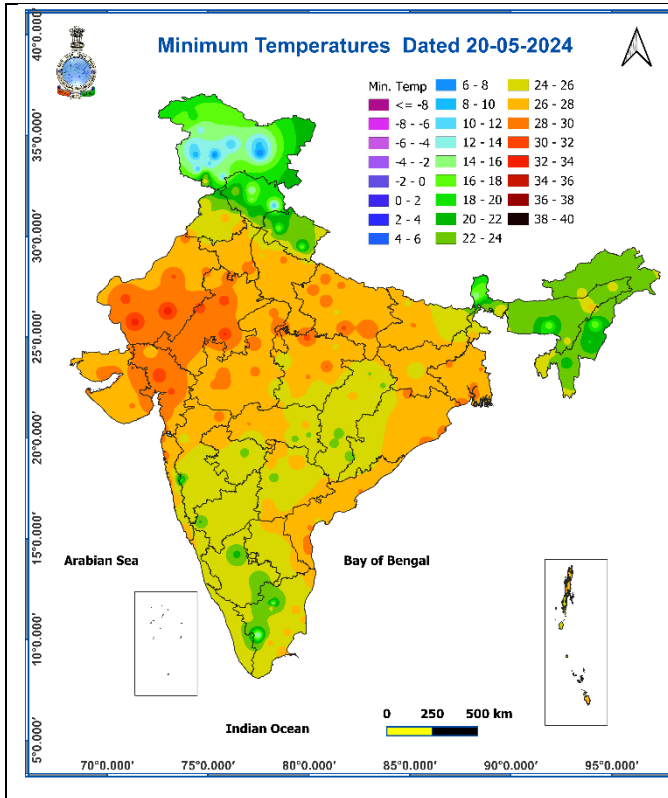 Minimum Temperatures Dated 20-05-2024
Min. Temp
<= -8
-8 - -6
-6 - -4
-4 - -2
-2 - 0
0 - 2
2 - 4
4 - 6
6 - 8
8 - 10
10 - 12
12 - 14
14 - 16
16 - 18
18 - 20
20 - 22
22 - 24
24 - 26
26 - 28
28 - 30
30 - 32
32 - 34
34 - 36
36 - 38
38 - 40
40°0.000'
35°0.000'
30°0.000'
25°0.000'
20°0.000'
15°0.000'
10°0.000'
5°0.000'
Arabian Sea
Bay of Bengal
Indian Ocean
0 250 500 km
70°0.000' 75°0.000' 80°0.000' 85°0.000' 90°0.000' 95°0.000'